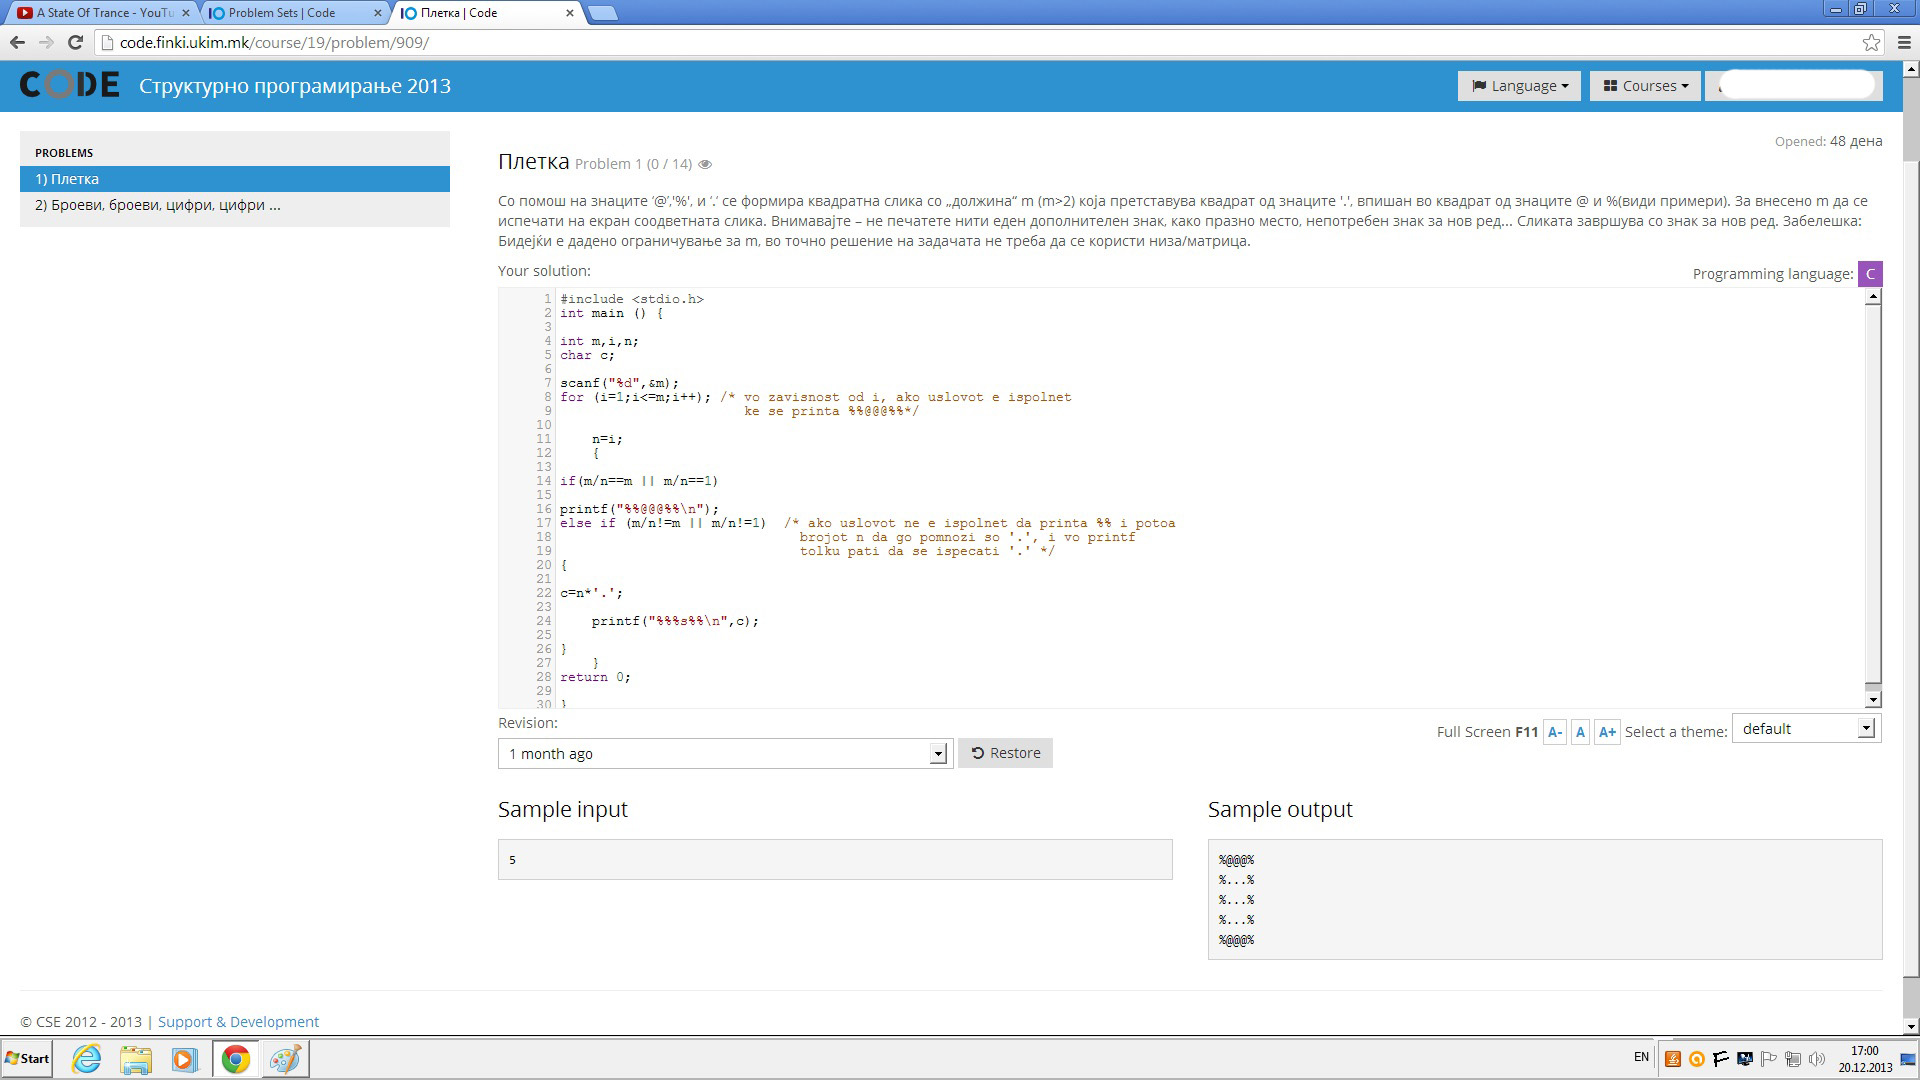 A State Of Trance - YouTu
Problem Sets | Code
Плетка | Code
code.finki.ukim.mk/course/19/problem/909/
CODE Структурно програмирање 2013
Language
Courses
PROBLEMS
1) Плетка
2) Броеви, броеви, цифри, цифри ...
Opened: 48 дена
Плетка Problem 1 (0 / 14)
Со помош на знаците '@','%', и '.' се формира квадратна слика со „должина“ m (m>2) која претставува квадрат од знаците '.', впишан во квадрат од знаците @ и %(види примери). За внесено m да се
испечати на екран соодветната слика. Внимавајте – не печатете нити еден дополнителен знак, како празно место, непотребен знак за нов ред... Сликата завршува со знак за нов ред. Забелешка:
Бидејќи е дадено ограничување за m, во точно решение на задачата не треба да се користи низа/матрица.
Your solution:
Programming language: C
1 #include <stdio.h>
2 int main () {
3
4 int m,i,n;
5 char c;
6
7 scanf("%d",&m);
8 for (i=1;i<=m;i++); /* vo zavisnost od i, ako uslovot e ispolnet
9 ke se printa %%@@@%%*/
10
11 n=i;
12 {
13
14 if(m/n==m || m/n==1)
15
16 printf("%%@@@%%\n");
17 else if (m/n!=m || m/n!=1) /* ako uslovot ne e ispolnet da printa %% i potoa
18 brojot n da go pomnozi so '.', i vo printf
19 tolku pati da se ispecati '.' */
20 {
21
22 c=n*'.';
23
24 printf("%%%s%%\n",c);
25
26 }
27 }
28 return 0;
29
30 }
Revision:
1 month ago
Restore
Full Screen F11 A- A A+ Select a theme: default
Sample input
5
Sample output
%@@@%
%...%
%...%
%...%
%@@@%
© CSE 2012 - 2013 | Support & Development
Start
EN
17:00
20.12.2013